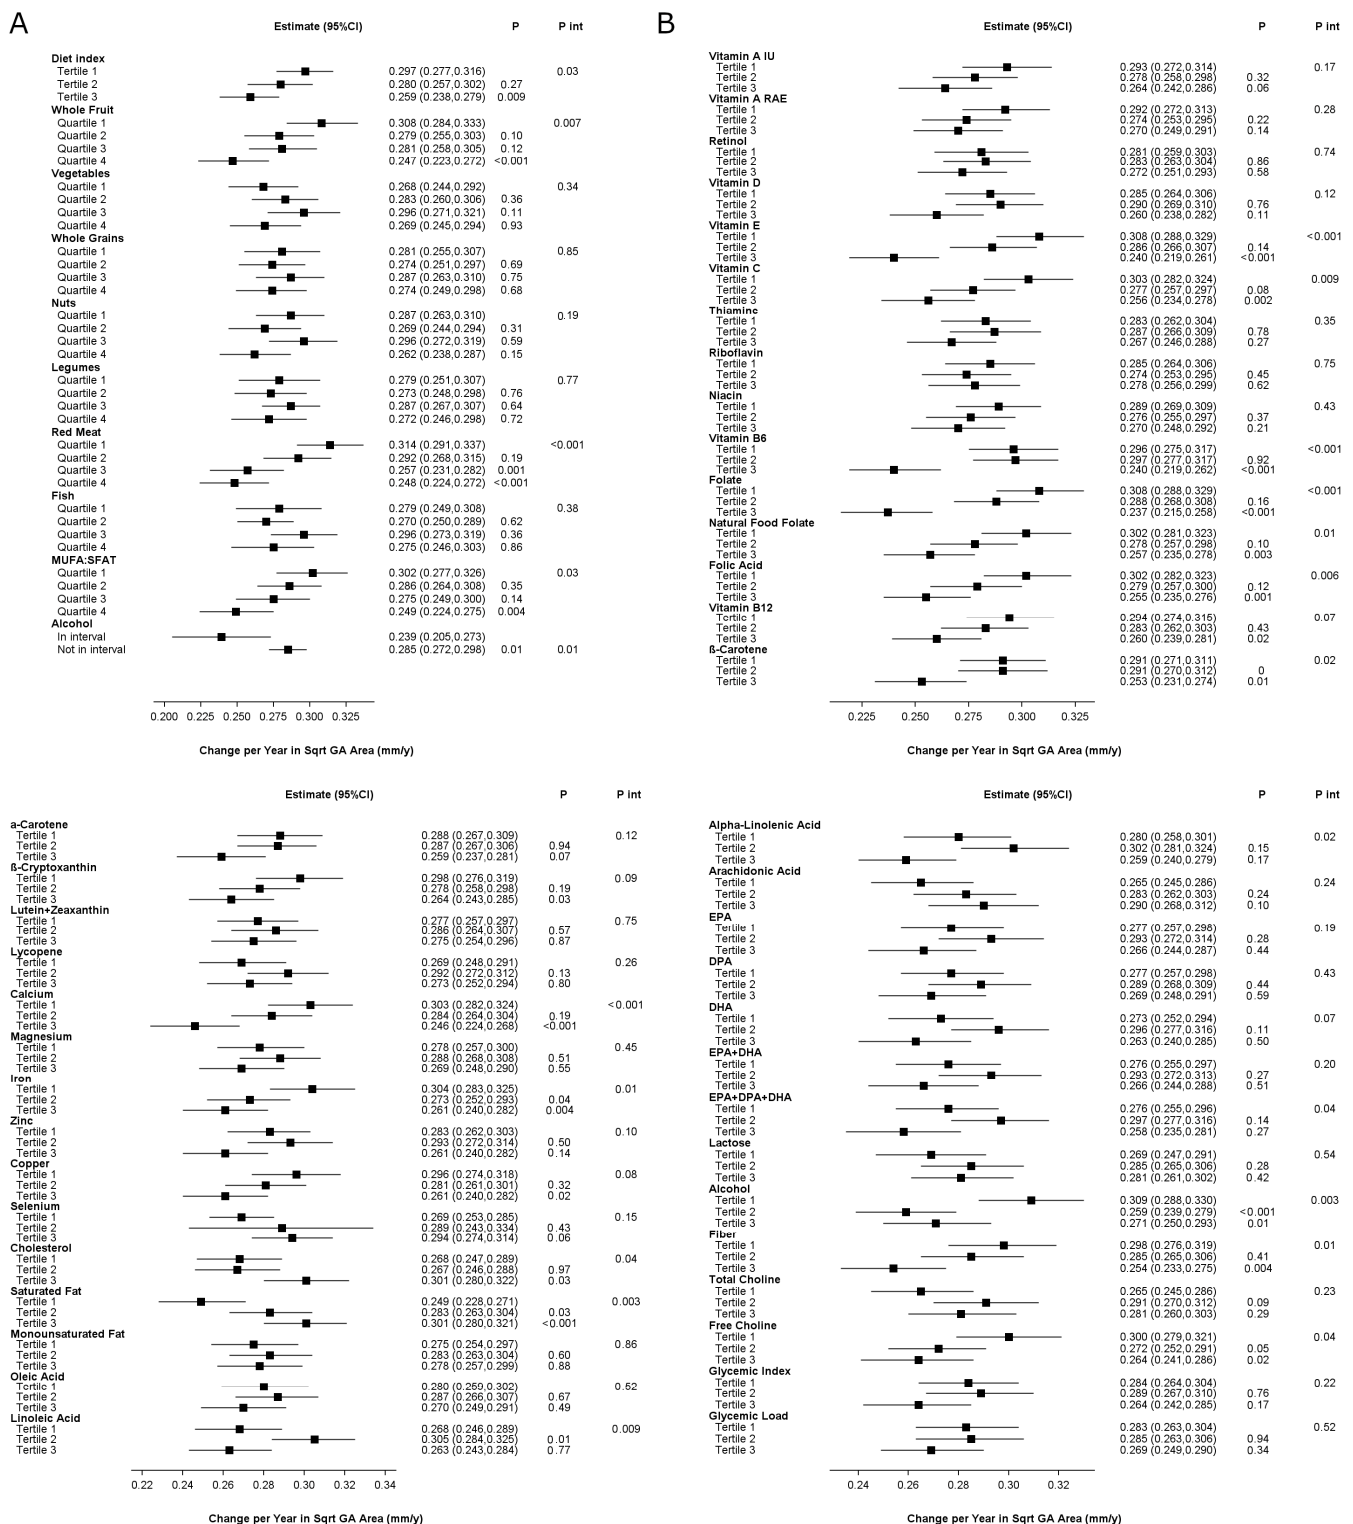 A
Estimate (95%CI) P P int
Diet index
Tertile 1 0.297 (0.277,0.316) 0.03
Tertile 2 0.280 (0.257,0.302) 0.27
Tertile 3 0.259 (0.238,0.279) 0.009
Whole Fruit
Quartile 1 0.308 (0.284,0.333) 0.007
Quartile 2 0.279 (0.255,0.303) 0.10
Quartile 3 0.281 (0.258,0.305) 0.12
Quartile 4 0.247 (0.223,0.272) <0.001
Vegetables
Quartile 1 0.268 (0.244,0.292) 0.34
Quartile 2 0.283 (0.260,0.306) 0.36
Quartile 3 0.296 (0.271,0.321) 0.11
Quartile 4 0.269 (0.245,0.294) 0.93
Whole Grains
Quartile 1 0.281 (0.255,0.307) 0.85
Quartile 2 0.274 (0.251,0.297) 0.69
Quartile 3 0.287 (0.263,0.310) 0.75
Quartile 4 0.274 (0.249,0.298) 0.68
Nuts
Quartile 1 0.287 (0.263,0.310) 0.19
Quartile 2 0.269 (0.244,0.294) 0.31
Quartile 3 0.296 (0.272,0.319) 0.59
Quartile 4 0.262 (0.238,0.287) 0.15
Legumes
Quartile 1 0.279 (0.251,0.307) 0.77
Quartile 2 0.273 (0.248,0.298) 0.76
Quartile 3 0.287 (0.267,0.307) 0.64
Quartile 4 0.272 (0.246,0.298) 0.72
Red Meat
Quartile 1 0.314 (0.291,0.337) <0.001
Quartile 2 0.292 (0.268,0.315) 0.19
Quartile 3 0.257 (0.231,0.282) 0.001
Quartile 4 0.248 (0.224,0.272) <0.001
Fish
Quartile 1 0.279 (0.249,0.308) 0.38
Quartile 2 0.270 (0.250,0.289) 0.62
Quartile 3 0.296 (0.273,0.319) 0.36
Quartile 4 0.275 (0.246,0.303) 0.86
MUFA:SFAT
Quartile 1 0.302 (0.277,0.326) 0.03
Quartile 2 0.286 (0.264,0.308) 0.35
Quartile 3 0.275 (0.249,0.300) 0.14
Quartile 4 0.249 (0.224,0.275) 0.004
Alcohol
In interval 0.239 (0.205,0.273)
Not in interval 0.285 (0.272,0.298) 0.01 0.01
0.200 0.225 0.250 0.275 0.300 0.325
Change per Year in Sqrt GA Area (mm/y)
B
Estimate (95%CI) P P int
Vitamin A IU
Tertile 1 0.293 (0.272,0.314) 0.17
Tertile 2 0.278 (0.258,0.298) 0.32
Tertile 3 0.264 (0.242,0.286) 0.06
Vitamin A RAE
Tertile 1 0.292 (0.272,0.313) 0.28
Tertile 2 0.274 (0.253,0.295) 0.22
Tertile 3 0.270 (0.249,0.291) 0.14
Retinol
Tertile 1 0.281 (0.259,0.303) 0.74
Tertile 2 0.283 (0.263,0.304) 0.86
Tertile 3 0.272 (0.251,0.293) 0.58
Vitamin D
Tertile 1 0.285 (0.264,0.306) 0.12
Tertile 2 0.290 (0.269,0.310) 0.76
Tertile 3 0.260 (0.238,0.282) 0.11
Vitamin E
Tertile 1 0.308 (0.288,0.329) <0.001
Tertile 2 0.286 (0.266,0.307) 0.14
Tertile 3 0.240 (0.219,0.261) <0.001
Vitamin C
Tertile 1 0.303 (0.282,0.324) 0.009
Tertile 2 0.277 (0.257,0.297) 0.08
Tertile 3 0.256 (0.234,0.278) 0.002
Thiamine
Tertile 1 0.283 (0.262,0.304) 0.35
Tertile 2 0.287 (0.266,0.309) 0.78
Tertile 3 0.267 (0.246,0.288) 0.27
Riboflavin
Tertile 1 0.285 (0.264,0.306) 0.75
Tertile 2 0.274 (0.253,0.295) 0.45
Tertile 3 0.278 (0.256,0.299) 0.62
Niacin
Tertile 1 0.289 (0.269,0.309) 0.43
Tertile 2 0.276 (0.255,0.297) 0.37
Tertile 3 0.270 (0.248,0.292) 0.21
Vitamin B6
Tertile 1 0.296 (0.275,0.317) <0.001
Tertile 2 0.297 (0.277,0.317) 0.92
Tertile 3 0.240 (0.219,0.262) <0.001
Folate
Tertile 1 0.308 (0.288,0.329) <0.001
Tertile 2 0.288 (0.268,0.308) 0.16
Tertile 3 0.237 (0.215,0.258) <0.001
Natural Food Folate
Tertile 1 0.302 (0.281,0.323) 0.01
Tertile 2 0.278 (0.257,0.298) 0.10
Tertile 3 0.257 (0.235,0.278) 0.003
Folic Acid
Tertile 1 0.302 (0.282,0.323) 0.006
Tertile 2 0.279 (0.257,0.300) 0.12
Tertile 3 0.255 (0.235,0.276) 0.001
Vitamin B12
Tertile 1 0.294 (0.274,0.316) 0.07
Tertile 2 0.283 (0.262,0.303) 0.43
Tertile 3 0.260 (0.239,0.281) 0.02
ß-Carotene
Tertile 1 0.291 (0.271,0.311) 0.02
Tertile 2 0.291 (0.270,0.312) 0
Tertile 3 0.253 (0.231,0.274) 0.01
0.225 0.250 0.275 0.300 0.325
Change per Year in Sqrt GA Area (mm/y)
Estimate (95%CI) P P int
a-Carotene
Tertile 1 0.288 (0.267,0.309) 0.12
Tertile 2 0.287 (0.267,0.306) 0.94
Tertile 3 0.259 (0.237,0.281) 0.07
ß-Cryptoxanthin
Tertile 1 0.298 (0.276,0.319) 0.09
Tertile 2 0.278 (0.258,0.298) 0.19
Tertile 3 0.264 (0.243,0.285) 0.03
Lutein+Zeaxanthin
Tertile 1 0.277 (0.257,0.297) 0.75
Tertile 2 0.286 (0.264,0.307) 0.57
Tertile 3 0.275 (0.254,0.296) 0.87
Lycopene
Tertile 1 0.269 (0.248,0.291) 0.26
Tertile 2 0.292 (0.272,0.312) 0.13
Tertile 3 0.273 (0.252,0.294) 0.80
Calcium
Tertile 1 0.303 (0.282,0.324) <0.001
Tertile 2 0.284 (0.264,0.304) 0.19
Tertile 3 0.246 (0.224,0.268) <0.001
Magnesium
Tertile 1 0.278 (0.257,0.300) 0.45
Tertile 2 0.288 (0.268,0.308) 0.51
Tertile 3 0.269 (0.248,0.290) 0.55
Iron
Tertile 1 0.304 (0.283,0.325) 0.01
Tertile 2 0.273 (0.252,0.293) 0.04
Tertile 3 0.261 (0.240,0.282) 0.004
Zinc
Tertile 1 0.283 (0.262,0.303) 0.10
Tertile 2 0.293 (0.272,0.314) 0.50
Tertile 3 0.261 (0.240,0.282) 0.14
Copper
Tertile 1 0.296 (0.274,0.318) 0.08
Tertile 2 0.281 (0.261,0.301) 0.32
Tertile 3 0.261 (0.240,0.282) 0.02
Selenium
Tertile 1 0.269 (0.253,0.285) 0.15
Tertile 2 0.289 (0.243,0.334) 0.43
Tertile 3 0.294 (0.274,0.314) 0.06
Cholesterol
Tertile 1 0.268 (0.247,0.289) 0.04
Tertile 2 0.267 (0.246,0.288) 0.97
Tertile 3 0.301 (0.280,0.322) 0.03
Saturated Fat
Tertile 1 0.249 (0.228,0.271) 0.003
Tertile 2 0.283 (0.263,0.304) 0.03
Tertile 3 0.301 (0.280,0.321) <0.001
Monounsaturated Fat
Tertile 1 0.275 (0.254,0.297) 0.86
Tertile 2 0.283 (0.263,0.304) 0.60
Tertile 3 0.278 (0.257,0.299) 0.88
Oleic Acid
Tertile 1 0.280 (0.259,0.302) 0.52
Tertile 2 0.287 (0.266,0.307) 0.67
Tertile 3 0.270 (0.249,0.291) 0.49
Linoleic Acid
Tertile 1 0.268 (0.246,0.289) 0.009
Tertile 2 0.305 (0.284,0.325) 0.01
Tertile 3 0.263 (0.243,0.284) 0.77
0.22 0.24 0.26 0.28 0.30 0.32 0.34
Change per Year in Sqrt GA Area (mm/y)
Estimate (95%CI) P P int
Alpha-Linolenic Acid
Tertile 1 0.280 (0.258,0.301) 0.02
Tertile 2 0.302 (0.281,0.324) 0.15
Tertile 3 0.259 (0.240,0.279) 0.17
Arachidonic Acid
Tertile 1 0.265 (0.245,0.286) 0.24
Tertile 2 0.283 (0.262,0.303) 0.24
Tertile 3 0.290 (0.268,0.312) 0.10
EPA
Tertile 1 0.277 (0.257,0.298) 0.19
Tertile 2 0.293 (0.272,0.314) 0.28
Tertile 3 0.266 (0.244,0.287) 0.44
DPA
Tertile 1 0.277 (0.257,0.298) 0.43
Tertile 2 0.289 (0.268,0.309) 0.44
Tertile 3 0.269 (0.248,0.291) 0.59
DHA
Tertile 1 0.273 (0.252,0.294) 0.07
Tertile 2 0.296 (0.277,0.316) 0.11
Tertile 3 0.263 (0.240,0.285) 0.50
EPA+DHA
Tertile 1 0.276 (0.255,0.297) 0.20
Tertile 2 0.293 (0.272,0.313) 0.27
Tertile 3 0.266 (0.244,0.288) 0.51
EPA+DPA+DHA
Tertile 1 0.276 (0.255,0.296) 0.04
Tertile 2 0.297 (0.277,0.316) 0.14
Tertile 3 0.258 (0.235,0.281) 0.27
Lactose
Tertile 1 0.269 (0.247,0.291) 0.54
Tertile 2 0.285 (0.265,0.306) 0.28
Tertile 3 0.281 (0.261,0.302) 0.42
Alcohol
Tertile 1 0.309 (0.288,0.330) 0.003
Tertile 2 0.259 (0.239,0.279) <0.001
Tertile 3 0.271 (0.250,0.293) 0.01
Fiber
Tertile 1 0.298 (0.276,0.319) 0.01
Tertile 2 0.285 (0.265,0.306) 0.41
Tertile 3 0.254 (0.233,0.275) 0.004
Total Choline
Tertile 1 0.265 (0.245,0.286) 0.23
Tertile 2 0.291 (0.270,0.312) 0.09
Tertile 3 0.281 (0.260,0.303) 0.29
Free Choline
Tertile 1 0.300 (0.279,0.321) 0.04
Tertile 2 0.272 (0.252,0.291) 0.05
Tertile 3 0.264 (0.241,0.286) 0.02
Glycemic Index
Tertile 1 0.284 (0.264,0.304) 0.22
Tertile 2 0.289 (0.267,0.310) 0.76
Tertile 3 0.264 (0.242,0.285) 0.17
Glycemic Load
Tertile 1 0.283 (0.263,0.304) 0.52
Tertile 2 0.285 (0.263,0.306) 0.94
Tertile 3 0.269 (0.249,0.290) 0.34
0.24 0.26 0.28 0.30 0.32
Change per Year in Sqrt GA Area (mm/y)